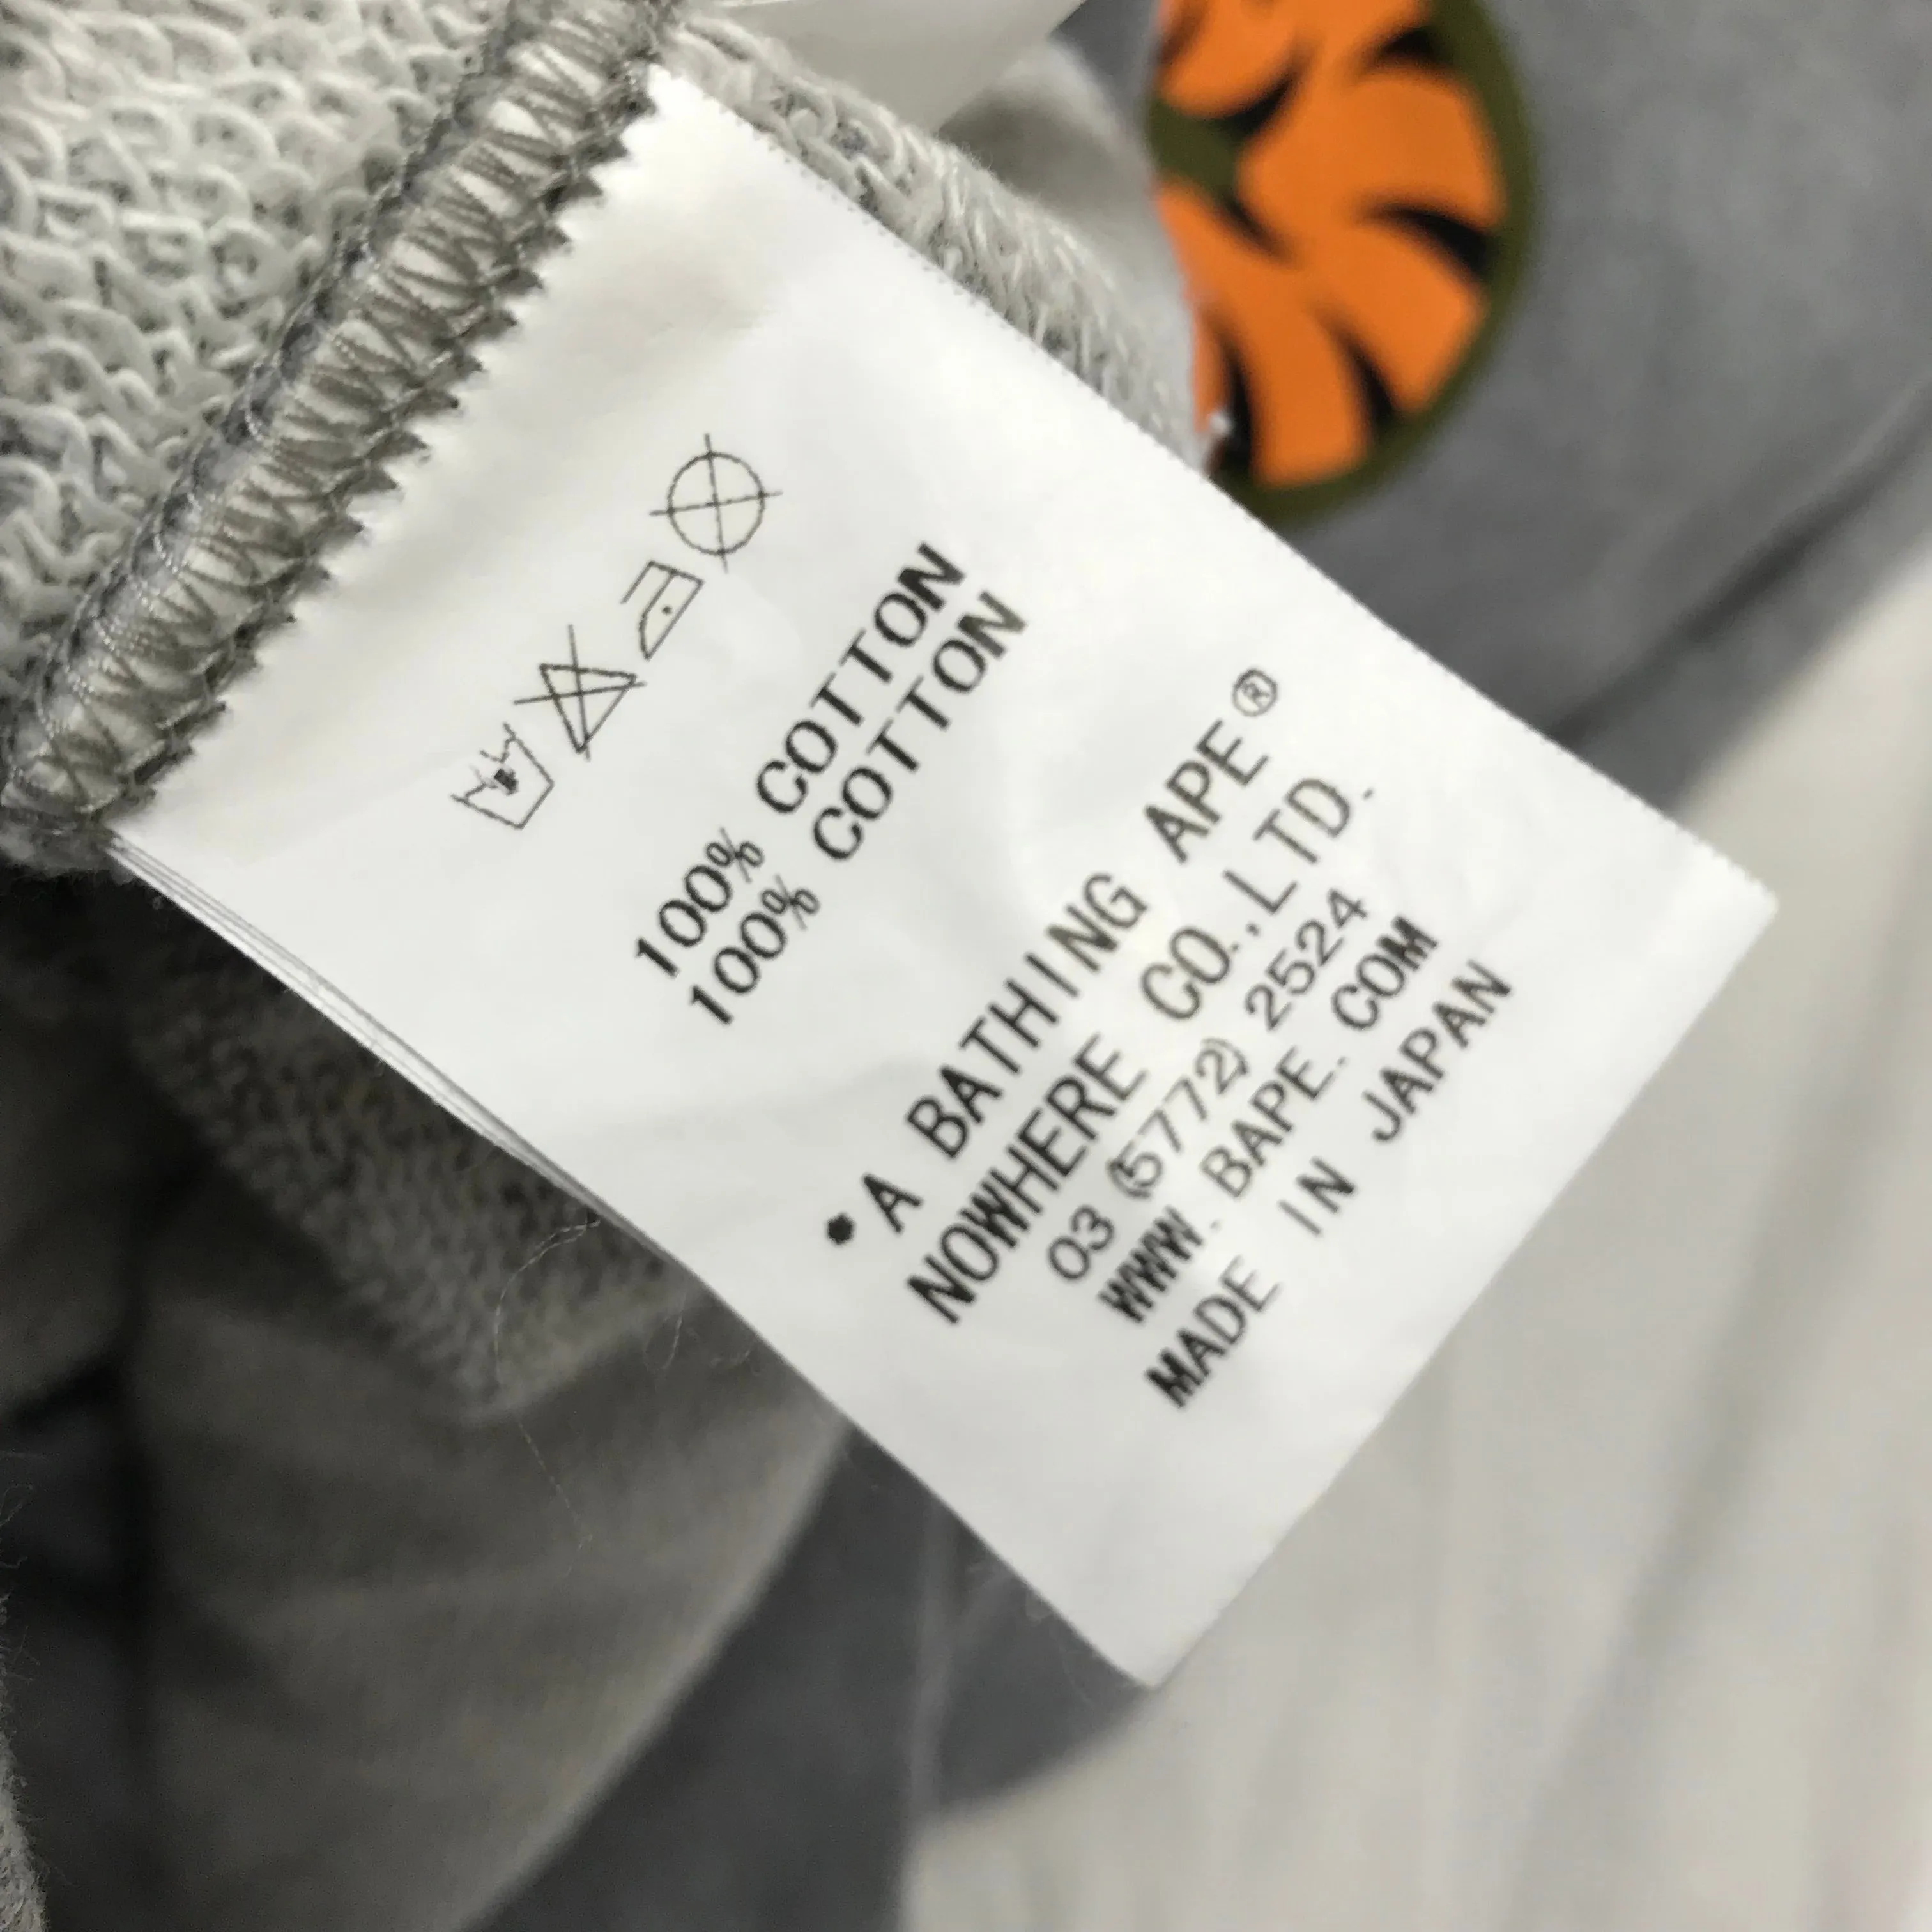 100% COTTON
100% COTTON
•A BATHING APE®
NOWHERE CO.,LTD.
03 (5772) 2524
WWW.BAPE.COM
MADE IN JAPAN